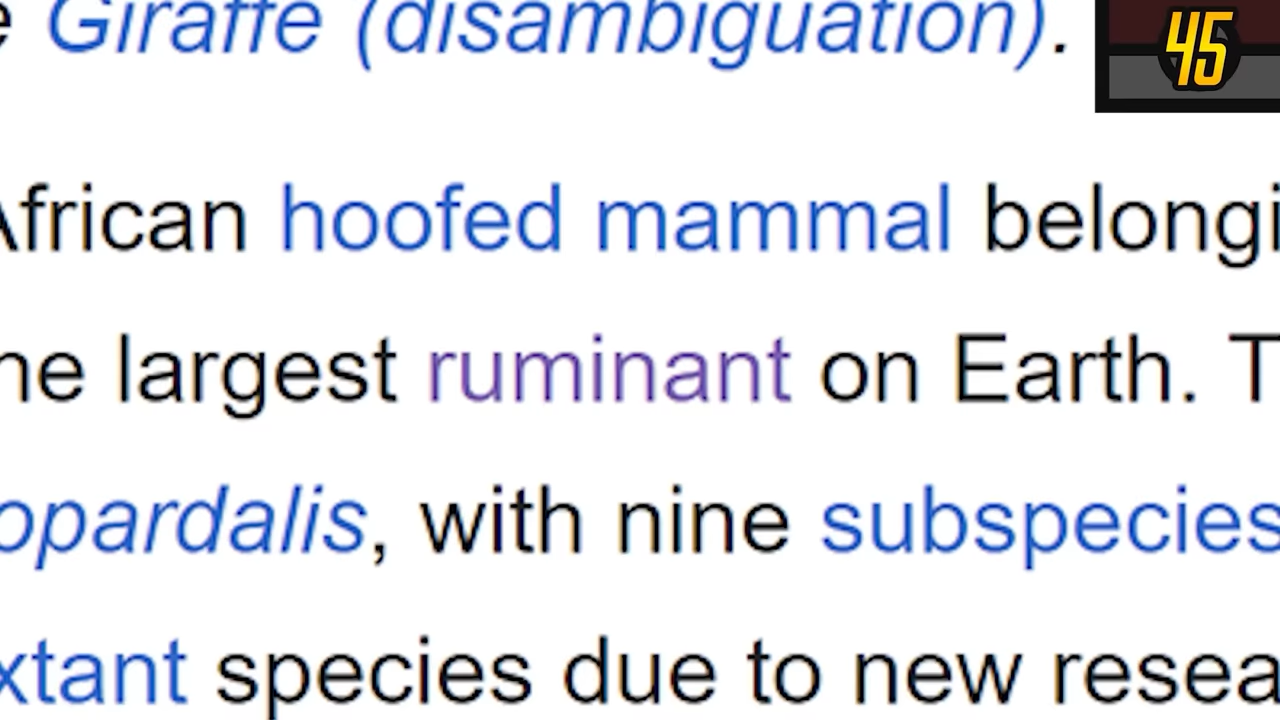 Giraffe (disambiguation).
45
African hoofed mammal belongi
ne largest ruminant on Earth. T
opardalis, with nine subspecies
xtant species due to new resea